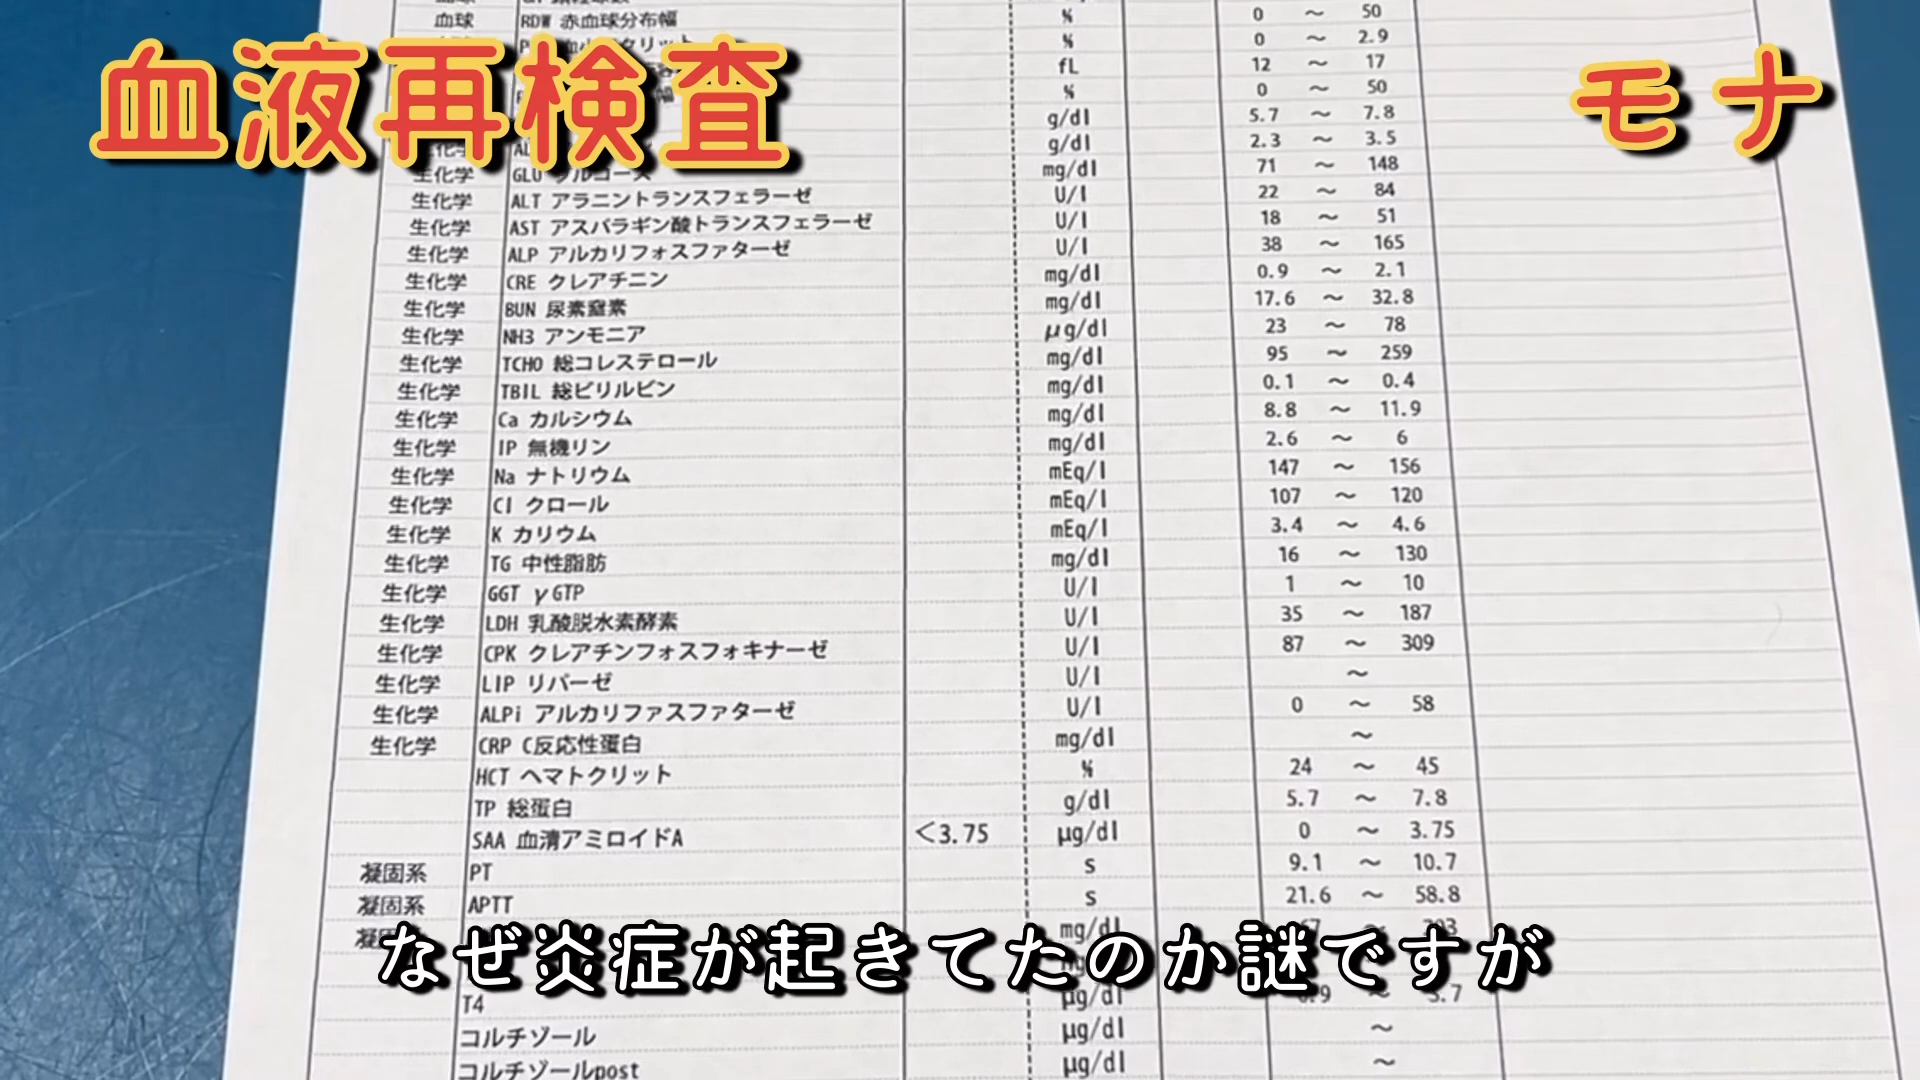 血液再検査
モナ
血球 RDW 赤血球分布幅 % 0 ～ 50
% 0 ～ 2.9
fL 12 ～ 17
% 0 ～ 50
g/dl 5.7 ～ 7.8
g/dl 2.3 ～ 3.5
生化学 GLU グルコース mg/dl 71 ～ 148
生化学 ALT アラニントランスフェラーゼ U/l 22 ～ 84
生化学 AST アスパラギン酸トランスフェラーゼ U/l 18 ～ 51
生化学 ALP アルカリフォスファターゼ U/l 38 ～ 165
生化学 CRE クレアチニン mg/dl 0.9 ～ 2.1
生化学 BUN 尿素窒素 mg/dl 17.6 ～ 32.8
生化学 NH3 アンモニア μg/dl 23 ～ 78
生化学 TCHO 総コレステロール mg/dl 95 ～ 259
生化学 TBIL 総ビリルビン mg/dl 0.1 ～ 0.4
生化学 Ca カルシウム mg/dl 8.8 ～ 11.9
生化学 IP 無機リン mg/dl 2.6 ～ 6
生化学 Na ナトリウム mEq/l 147 ～ 156
生化学 Cl クロール mEq/l 107 ～ 120
生化学 K カリウム mEq/l 3.4 ～ 4.6
生化学 TG 中性脂肪 mg/dl 16 ～ 130
生化学 GGT γGTP U/l 1 ～ 10
生化学 LDH 乳酸脱水素酵素 U/l 35 ～ 187
生化学 CPK クレアチンフォスフォキナーゼ U/l 87 ～ 309
生化学 LIP リパーゼ U/l ～
生化学 ALPi アルカリファスファターゼ U/l 0 ～ 58
生化学 CRP C反応性蛋白 mg/dl ～
HCT ヘマトクリット % 24 ～ 45
TP 総蛋白 g/dl 5.7 ～ 7.8
SAA 血清アミロイドA <3.75 μg/dl 0 ～ 3.75
凝固系 PT s 9.1 ～ 10.7
凝固系 APTT s 21.6 ～ 58.8
mg/dl
なぜ炎症が起きてたのか謎ですが
T4 μg/dl
コルチゾール μg/dl ～
コルチゾールpost μg/dl ～